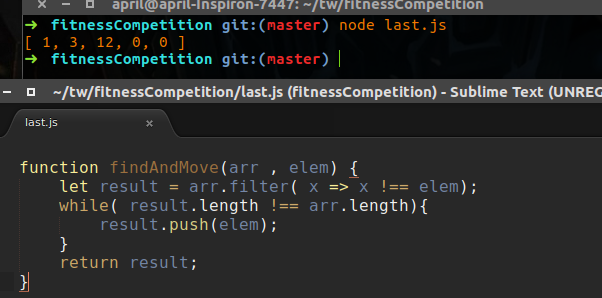 april@april-Inspiron-7447: ~/tw/fitnessCompetition
➜ fitnessCompetition git:(master) node last.js
[ 1, 3, 12, 0, 0 ]
➜ fitnessCompetition git:(master)
~/tw/fitnessCompetition/last.js (fitnessCompetition) - Sublime Text (UNREG
last.js ×
function findAndMove(arr , elem) {
    let result = arr.filter( x => x !== elem);
    while( result.length !== arr.length){
        result.push(elem);
    }
    return result;
}